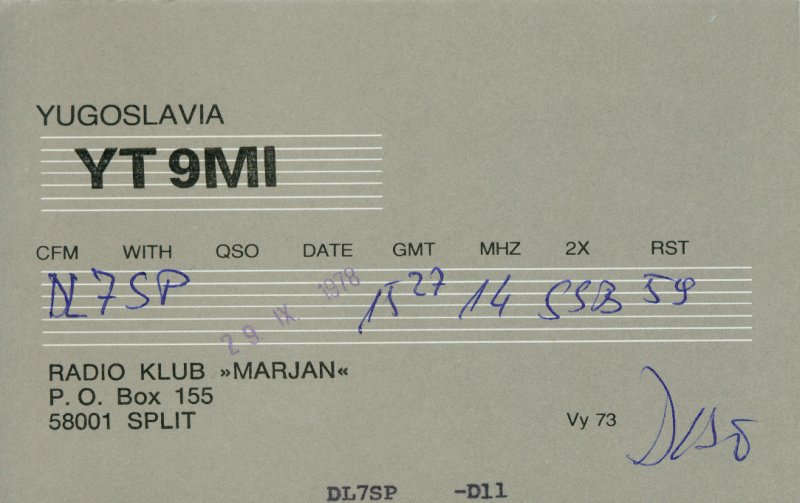 YUGOSLAVIA
YT 9MI
CFM WITH QSO DATE GMT MHZ 2X RST
DL7SP 29 IX 1978 15 27 14 SSB 59
RADIO KLUB »MARJAN«
P. O. Box 155
58001 SPLIT
Vy 73
DL7SP -D11